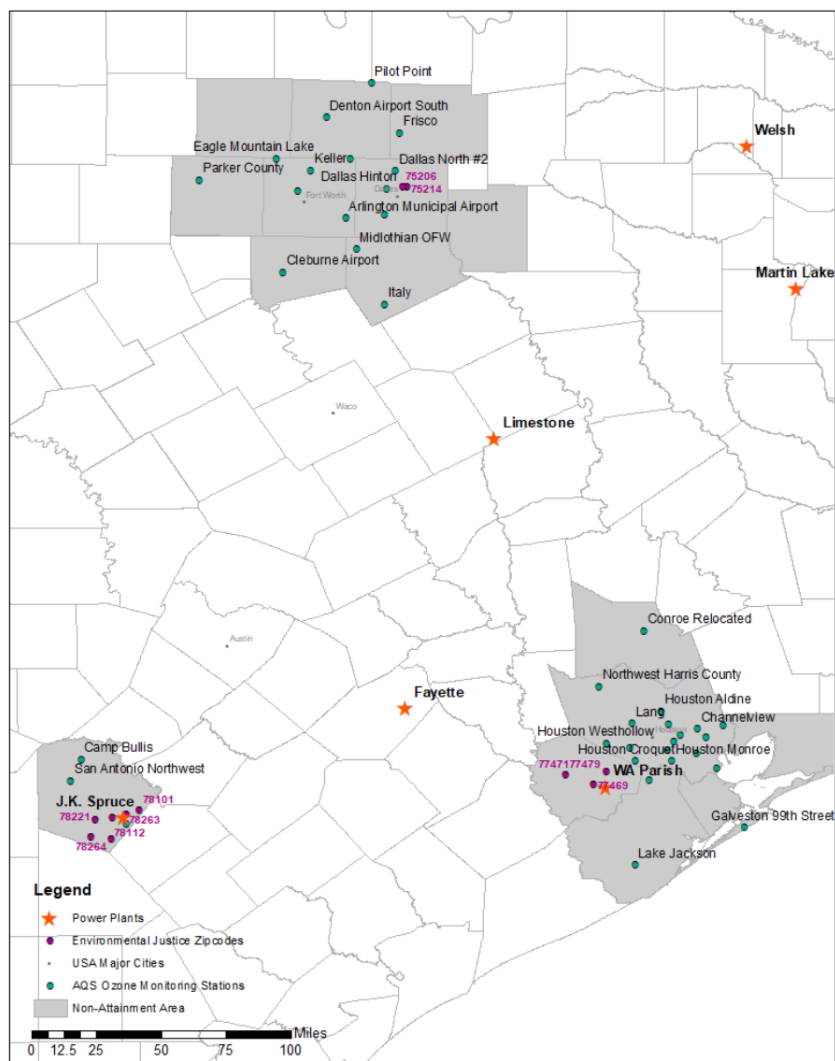 Pilot Point
Denton Airport South
Frisco
Welsh
Eagle Mountain Lake
Keller
Dallas North #2
Parker County
Dallas Hinton
75206
75214
Fort Worth
Dallas
Arlington Municipal Airport
Midlothian OFW
Cleburne Airport
Martin Lake
Italy
Waco
Limestone
Conroe Relocated
Austin
Northwest Harris County
Fayette
Houston Aldine
Lang
Channelview
Houston
Houston Westhollow
Camp Bullis
Houston Croquet
Houston Monroe
7747177479
San Antonio Northwest
WA Parish
77469
J.K. Spruce
78101
78221
78263
Galveston 99th Street
78112
78264
Lake Jackson
Legend
Power Plants
Environmental Justice Zipcodes
USA Major Cities
AQS Ozone Monitoring Stations
Non-Attainment Area
Miles
0 12.5 25 50 75 100